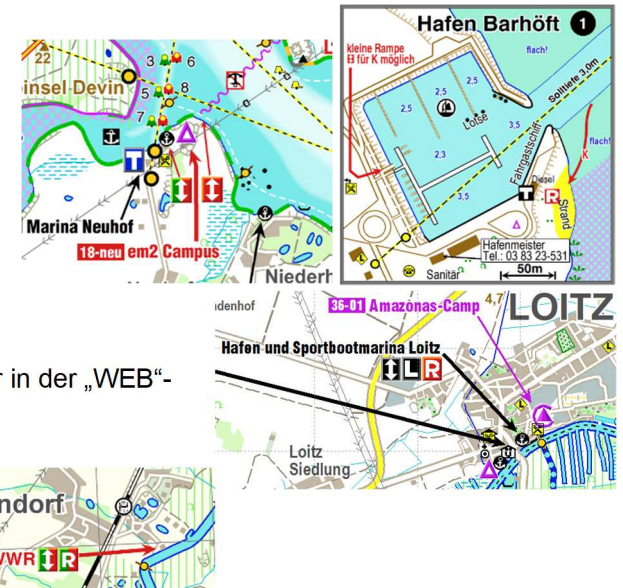 22
3 6
insel Devin
5 8
7
Marina Neuhof
T
18-neu em2 Campus
Niederh
Hafen Barhöft 1
kleine Rampe
für K möglich
flach!
2,5
2,5
2,5
Lotse
3,5
Solltiefe 3,0m
2,3
flach!
K
Fahrgastschiff
3,5
Diesel
T R
Strand
Hafenmeister
Tel.: 03 83 23-531
Sanitär
50m
denhof
36-01 Amazonas-Camp
4,7
LOITZ
Hafen und Sportbootmarina Loitz
L R
Loitz
Siedlung
r in der „WEB“-
ndorf
WWR R